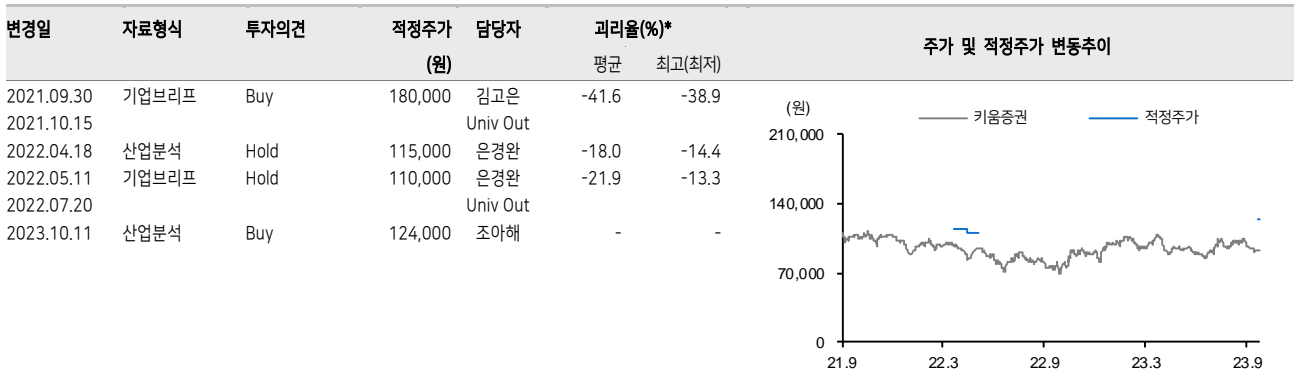 변경일 자료형식 투자의견 적정주가 담당자 괴리율(%)* 주가 및 적정주가 변동추이
(원) 평균 최고(최저)
2021.09.30 기업브리프 Buy 180,000 김고은 -41.6 -38.9
2021.10.15 Univ Out
2022.04.18 산업분석 Hold 115,000 은경완 -18.0 -14.4
2022.05.11 기업브리프 Hold 110,000 은경완 -21.9 -13.3
2022.07.20 Univ Out
2023.10.11 산업분석 Buy 124,000 조아해 - -
(원) 키움증권 적정주가
210,000
140,000
70,000
0
21.9 22.3 22.9 23.3 23.9